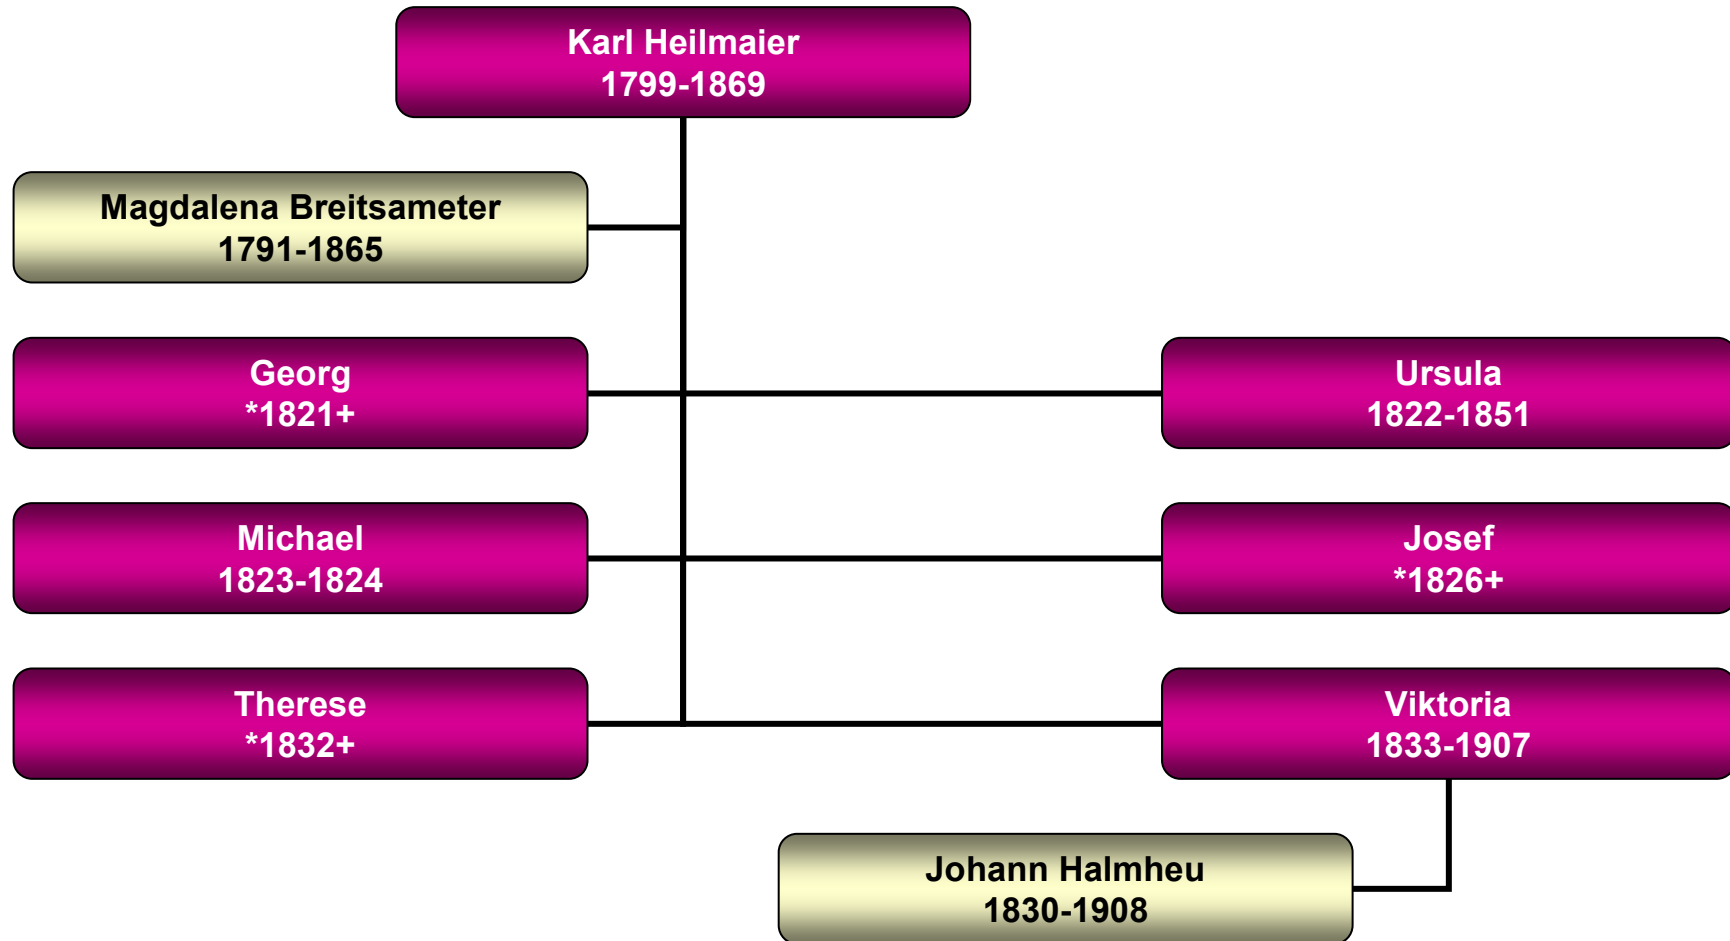 Karl Heilmaier
1799-1869
Magdalena Breitsameter
1791-1865
Georg
*1821+
Ursula
1822-1851
Michael
1823-1824
Josef
*1826+
Therese
*1832+
Viktoria
1833-1907
Johann Halmheu
1830-1908